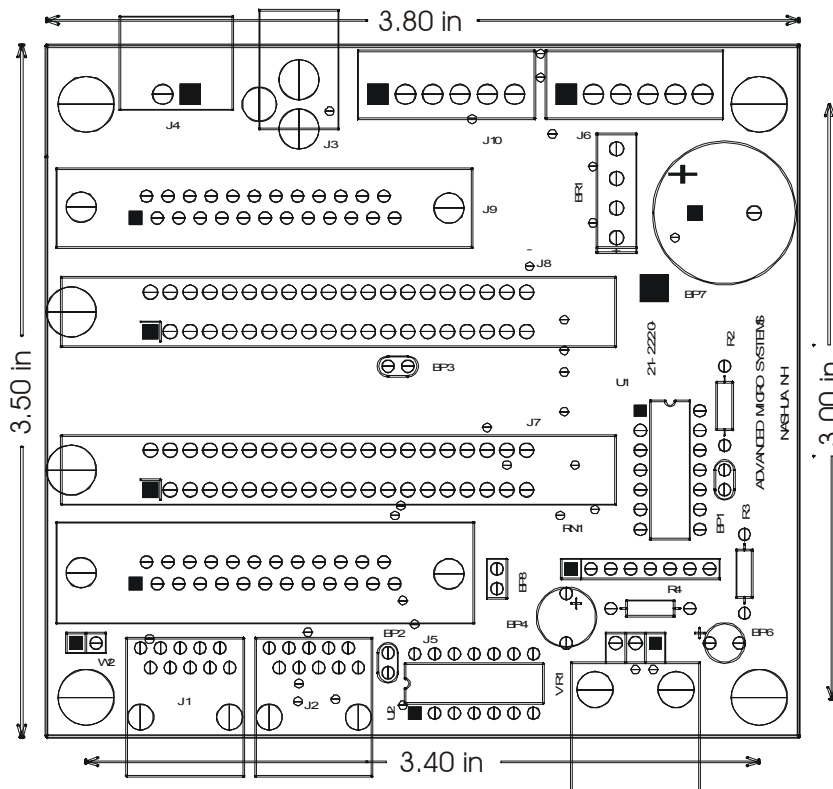 3.80 in
J4
J3
J10
J6
BR1
J9
J8
BP7
BP3
3.50 in
3.00 in
21-2220-
U1
R2
ADVANCED MICRO SYSTEMS
NASHUA NH
J7
RN1
BP1
R3
BP8
R4
BP4
BP6
W2
BP2
J5
J1
J2
U2
VR1
3.40 in